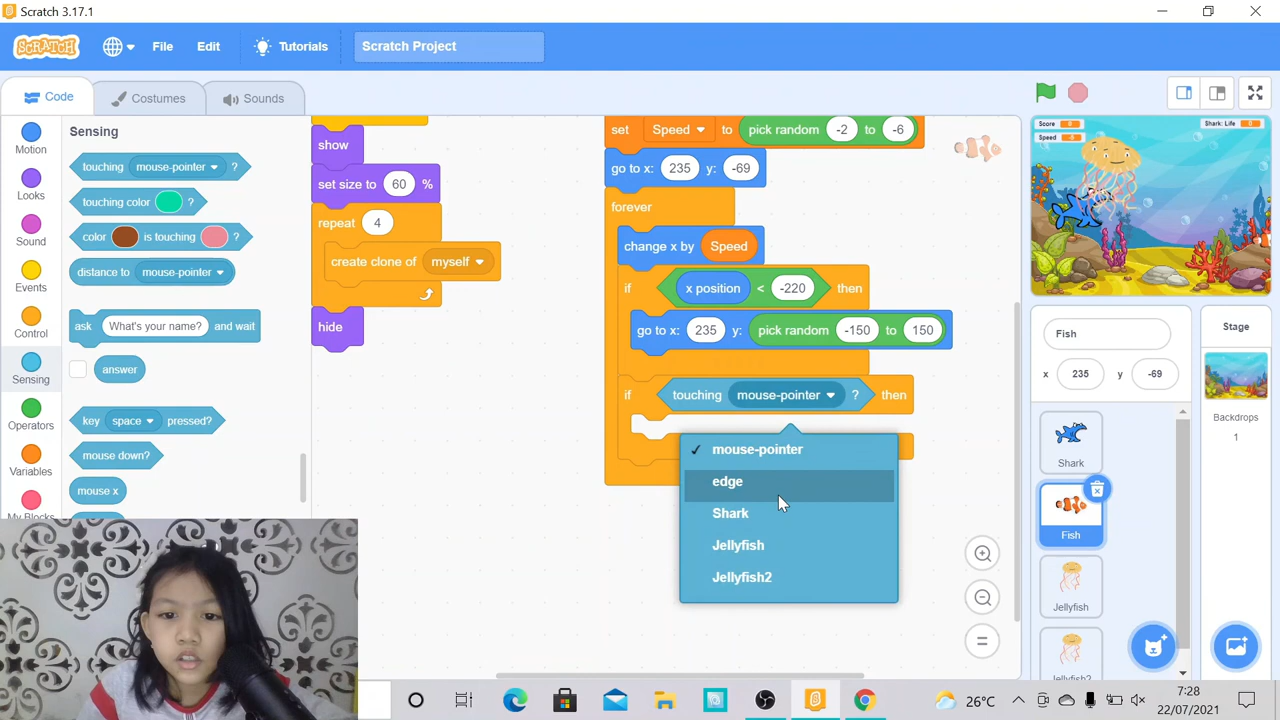 Scratch 3.17.1
SCRATCH
File
Edit
Tutorials
Scratch Project
Code
Costumes
Sounds
Motion
Looks
Sound
Events
Control
Sensing
Operators
Variables
My Blocks
Sensing
touching mouse-pointer ?
touching color ?
color is touching ?
distance to mouse-pointer
ask What's your name? and wait
answer
key space pressed?
mouse down?
mouse x
show
set size to 60 %
repeat 4
create clone of myself
hide
set Speed to pick random -2 to -6
go to x: 235 y: -69
forever
change x by Speed
if x position < -220 then
go to x: 235 y: pick random -150 to 150
if touching mouse-pointer ? then
✓ mouse-pointer
edge
Shark
Jellyfish
Jellyfish2
Score
Speed
Shark: Life 0
Fish
x 235 y -69
Shark
Fish
Jellyfish
Stage
Backdrops
1
26°C
7:28
22/07/2021